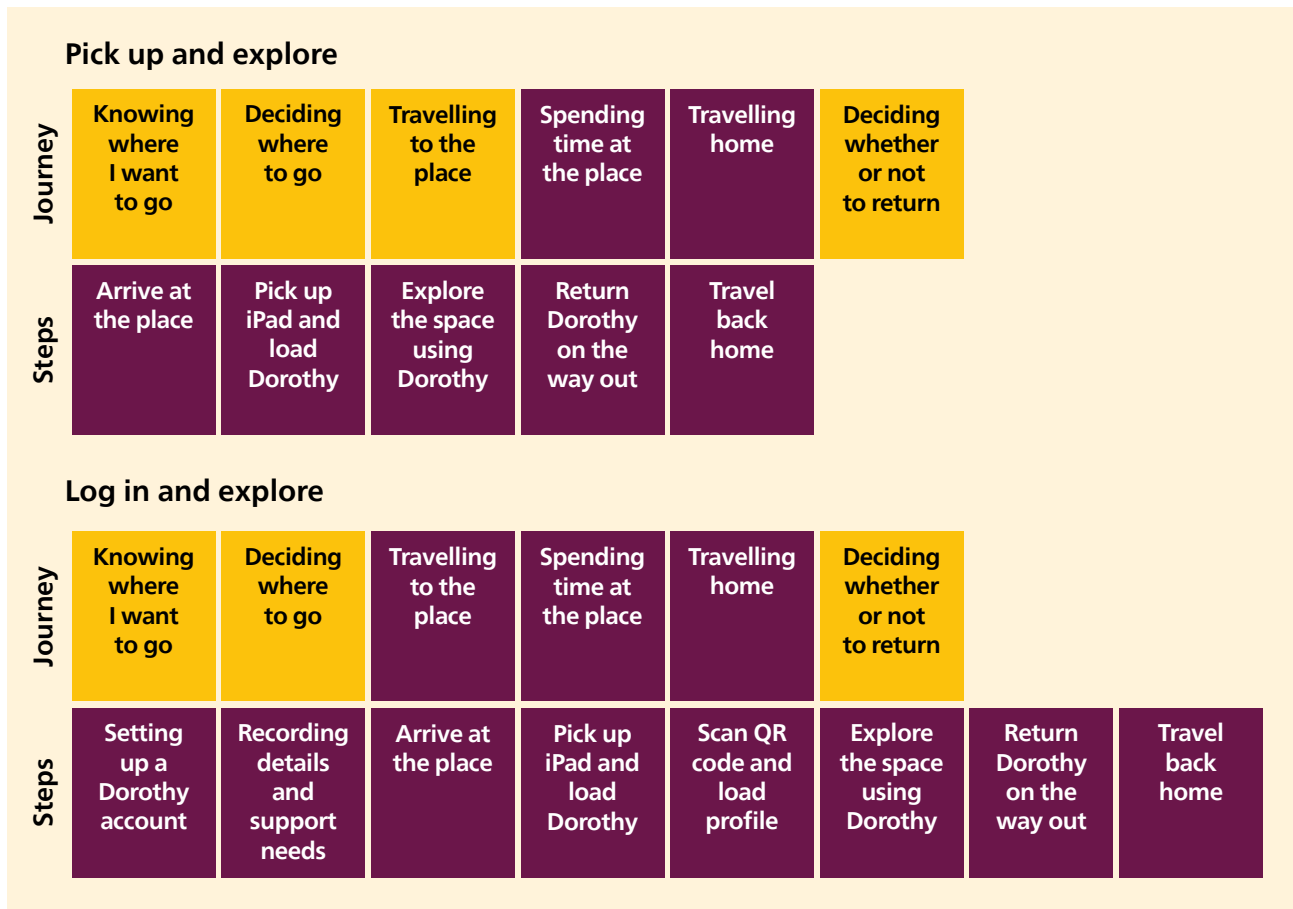 Pick up and explore
Journey
Knowing
where
I want
to go
Deciding
where
to go
Travelling
to the
place
Spending
time at
the place
Travelling
home
Deciding
whether
or not
to return
Steps
Arrive at
the place
Pick up
iPad and
load
Dorothy
Explore
the space
using
Dorothy
Return
Dorothy
on the
way out
Travel
back
home
Log in and explore
Journey
Knowing
where
I want
to go
Deciding
where
to go
Travelling
to the
place
Spending
time at
the place
Travelling
home
Deciding
whether
or not
to return
Steps
Setting
up a
Dorothy
account
Recording
details
and
support
needs
Arrive at
the place
Pick up
iPad and
load
Dorothy
Scan QR
code and
load
profile
Explore
the space
using
Dorothy
Return
Dorothy
on the
way out
Travel
back
home